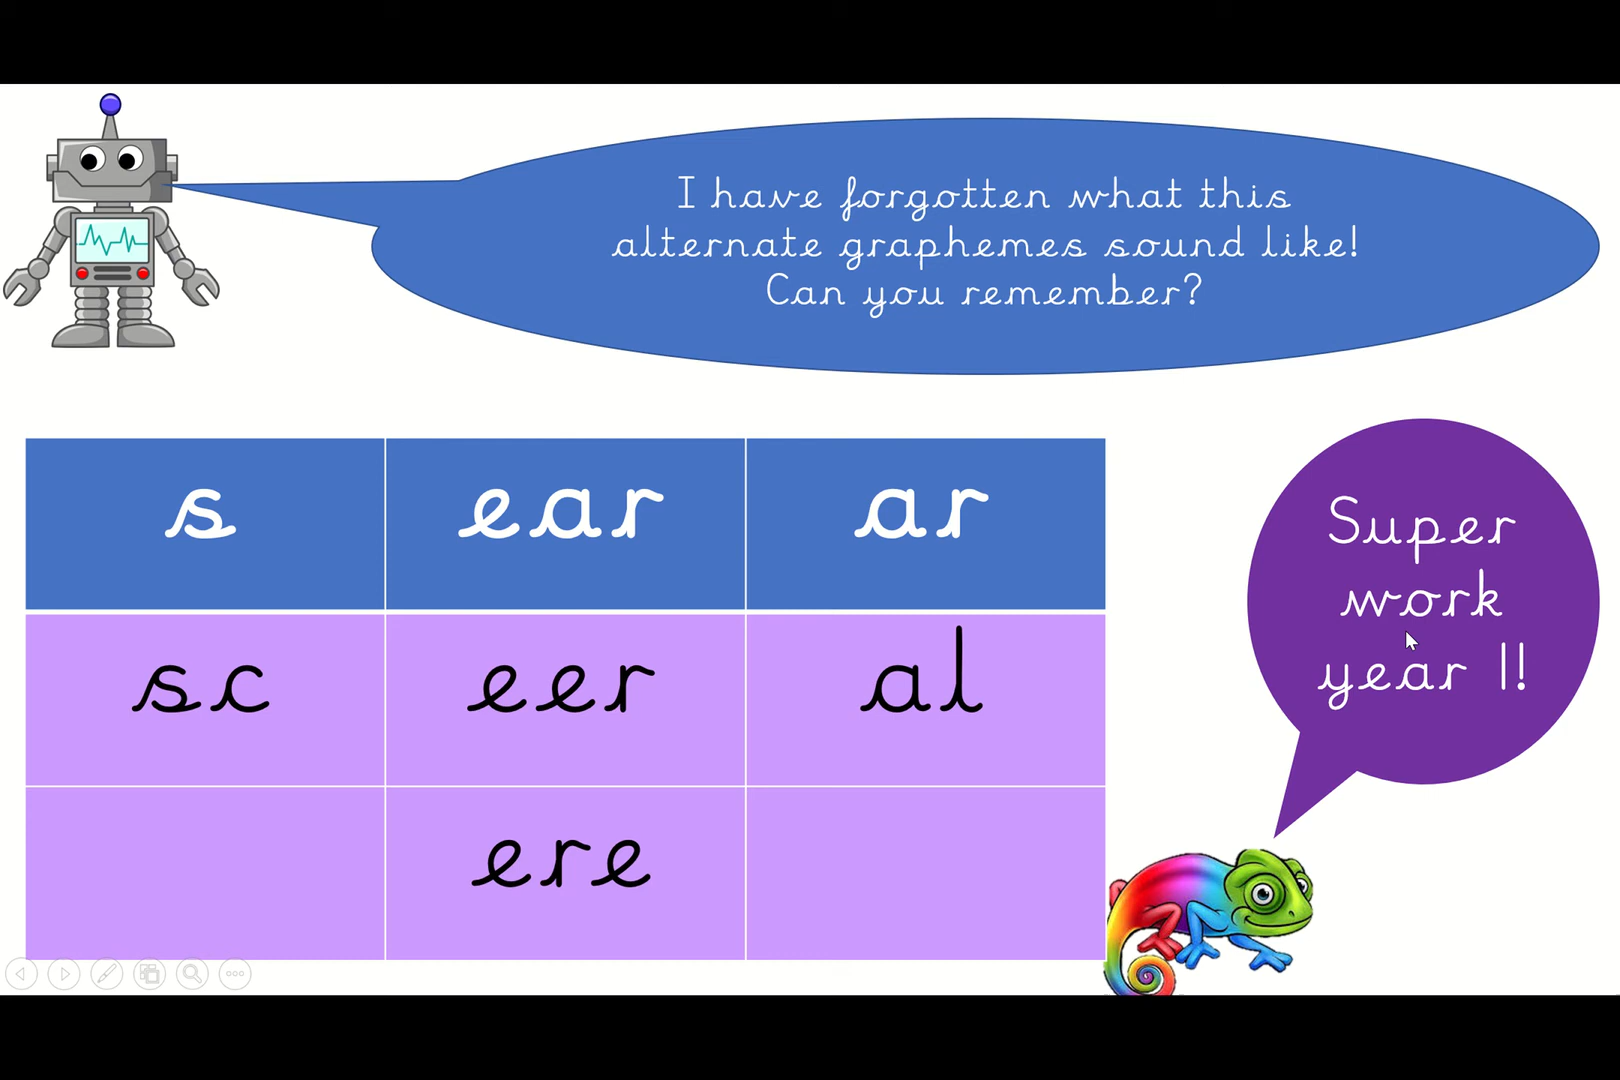 I have forgotten what this
alternate graphemes sound like!
Can you remember?
s ear ar
sc eer al
ere
Super
work
year 1!